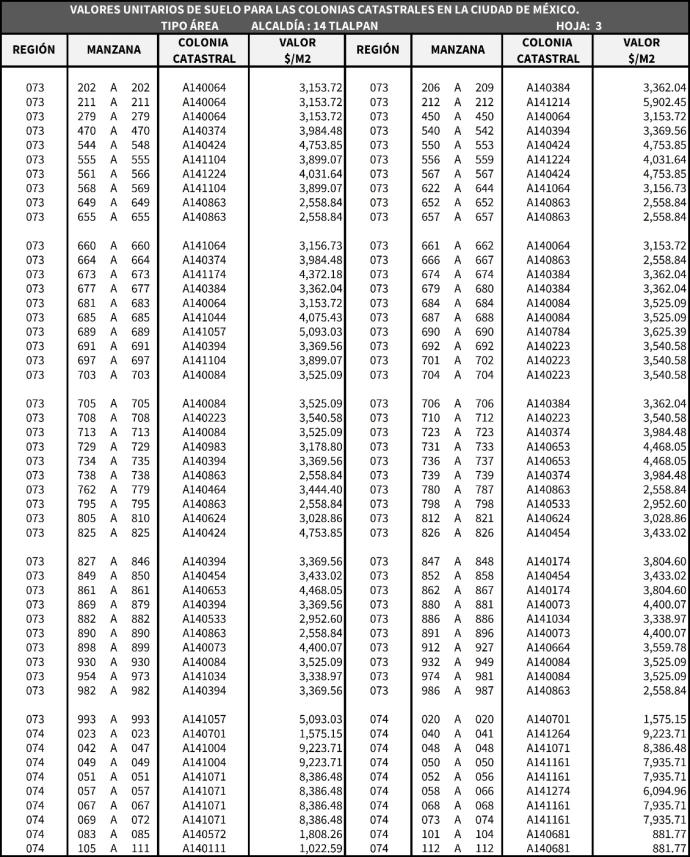 VALORES UNITARIOS DE SUELO PARA LAS COLONIAS CATASTRALES EN LA CIUDAD DE MÉXICO.
TIPO ÁREA ALCALDÍA : 14 TLALPAN HOJA: 3
REGIÓN MANZANA COLONIA CATASTRAL VALOR $/M2 REGIÓN MANZANA COLONIA CATASTRAL VALOR $/M2
073 202 A 202 A140064 3,153.72 073 206 A 209 A140384 3,362.04
073 211 A 211 A140064 3,153.72 073 212 A 212 A141214 5,902.45
073 279 A 279 A140064 3,153.72 073 450 A 450 A140064 3,153.72
073 470 A 470 A140374 3,984.48 073 540 A 542 A140394 3,369.56
073 544 A 548 A140424 4,753.85 073 550 A 553 A140424 4,753.85
073 555 A 555 A141104 3,899.07 073 556 A 559 A141224 4,031.64
073 561 A 566 A141224 4,031.64 073 567 A 567 A140424 4,753.85
073 568 A 569 A141104 3,899.07 073 622 A 644 A141064 3,156.73
073 649 A 649 A140863 2,558.84 073 652 A 652 A140863 2,558.84
073 655 A 655 A140863 2,558.84 073 657 A 657 A140863 2,558.84
073 660 A 660 A141064 3,156.73 073 661 A 662 A140064 3,153.72
073 664 A 664 A140374 3,984.48 073 666 A 667 A140863 2,558.84
073 673 A 673 A141174 4,372.18 073 674 A 674 A140384 3,362.04
073 677 A 677 A140384 3,362.04 073 679 A 680 A140384 3,362.04
073 681 A 683 A140064 3,153.72 073 684 A 684 A140084 3,525.09
073 685 A 685 A141044 4,075.43 073 687 A 688 A140084 3,525.09
073 689 A 689 A141057 5,093.03 073 690 A 690 A140784 3,625.39
073 691 A 691 A140394 3,369.56 073 692 A 692 A140223 3,540.58
073 697 A 697 A141104 3,899.07 073 701 A 702 A140223 3,540.58
073 703 A 703 A140084 3,525.09 073 704 A 704 A140223 3,540.58
073 705 A 705 A140084 3,525.09 073 706 A 706 A140384 3,362.04
073 708 A 708 A140223 3,540.58 073 710 A 712 A140223 3,540.58
073 713 A 713 A140084 3,525.09 073 723 A 723 A140374 3,984.48
073 729 A 729 A140983 3,178.80 073 731 A 733 A140653 4,468.05
073 734 A 735 A140394 3,369.56 073 736 A 737 A140653 4,468.05
073 738 A 738 A140863 2,558.84 073 739 A 739 A140374 3,984.48
073 762 A 779 A140464 3,444.40 073 780 A 787 A140863 2,558.84
073 795 A 795 A140863 2,558.84 073 798 A 798 A140533 2,952.60
073 805 A 810 A140624 3,028.86 073 812 A 821 A140624 3,028.86
073 825 A 825 A140424 4,753.85 073 826 A 826 A140454 3,433.02
073 827 A 846 A140394 3,369.56 073 847 A 848 A140174 3,804.60
073 849 A 850 A140454 3,433.02 073 852 A 858 A140454 3,433.02
073 861 A 861 A140653 4,468.05 073 862 A 867 A140174 3,804.60
073 869 A 879 A140394 3,369.56 073 880 A 881 A140073 4,400.07
073 882 A 882 A140533 2,952.60 073 886 A 886 A141034 3,338.97
073 890 A 890 A140863 2,558.84 073 891 A 896 A140073 4,400.07
073 898 A 899 A140073 4,400.07 073 912 A 927 A140664 3,559.78
073 930 A 930 A140084 3,525.09 073 932 A 949 A140084 3,525.09
073 954 A 973 A141034 3,338.97 073 974 A 981 A140084 3,525.09
073 982 A 982 A140394 3,369.56 073 986 A 987 A140863 2,558.84
073 993 A 993 A141057 5,093.03 074 020 A 020 A140701 1,575.15
074 023 A 023 A140701 1,575.15 074 040 A 041 A141264 9,223.71
074 042 A 047 A141004 9,223.71 074 048 A 048 A141071 8,386.48
074 049 A 049 A141004 9,223.71 074 050 A 050 A141161 7,935.71
074 051 A 051 A141071 8,386.48 074 052 A 056 A141161 7,935.71
074 057 A 057 A141071 8,386.48 074 058 A 066 A141274 6,094.96
074 067 A 067 A141071 8,386.48 074 068 A 068 A141161 7,935.71
074 069 A 072 A141071 8,386.48 074 073 A 074 A141161 7,935.71
074 083 A 085 A140572 1,808.26 074 101 A 104 A140681 881.77
074 105 A 111 A140111 1,022.59 074 112 A 112 A140681 881.77